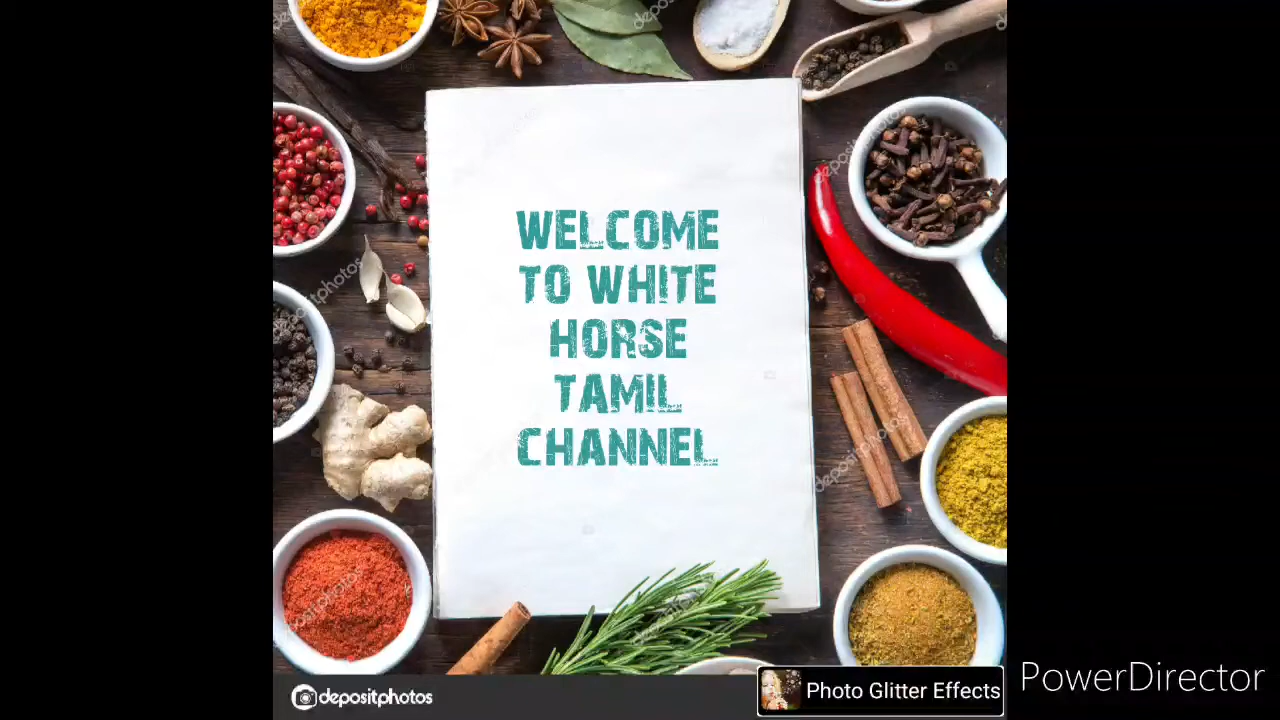 WELCOME
TO WHITE
HORSE
TAMIL
CHANNEL
depositphotos
Photo Glitter Effects
PowerDirector